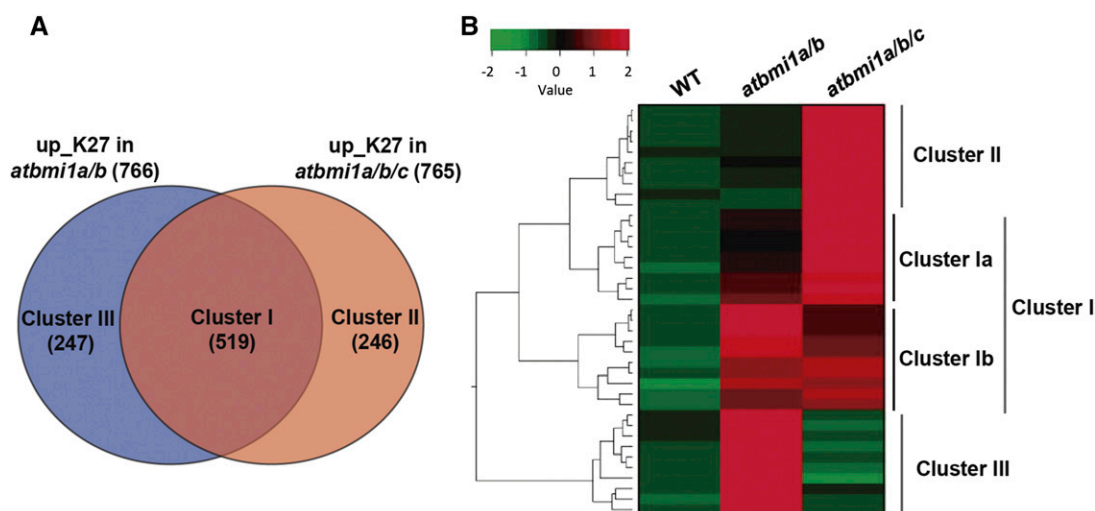 A
up_K27 in
atbmi1a/b (766)
up_K27 in
atbmi1a/b/c (765)
Cluster III
(247)
Cluster I
(519)
Cluster II
(246)
B
-2 -1 0 1 2
Value
WT
atbmi1a/b
atbmi1a/b/c
Cluster II
Cluster Ia
Cluster I
Cluster Ib
Cluster III